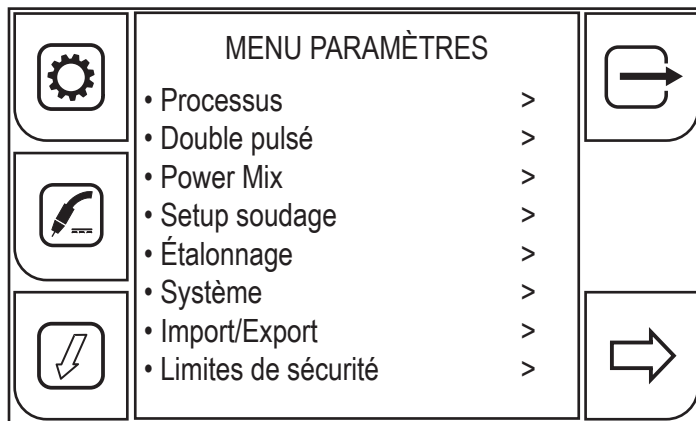 MENU PARAMÈTRES
• Processus >
• Double pulsé >
• Power Mix >
• Setup soudage >
• Étalonnage >
• Système >
• Import/Export >
• Limites de sécurité >